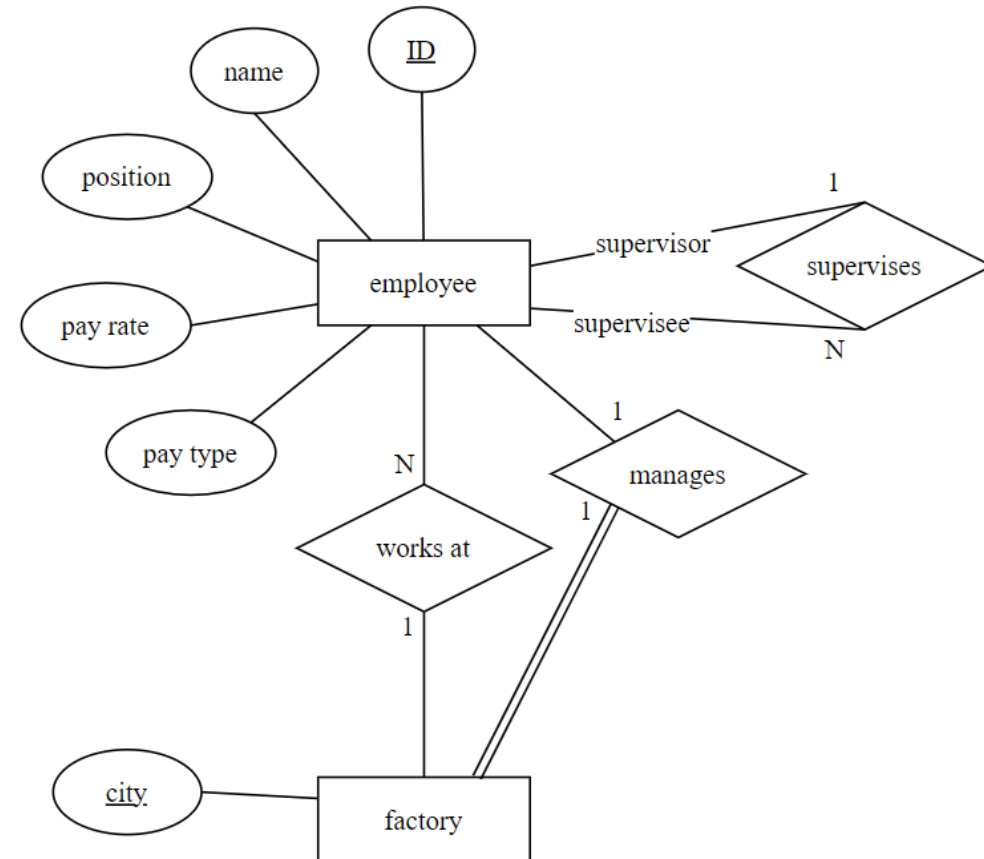 ID
name
position
1
supervisor
supervises
employee
pay rate
supervisee
N
1
pay type
N
manages
1
works at
1
city
factory